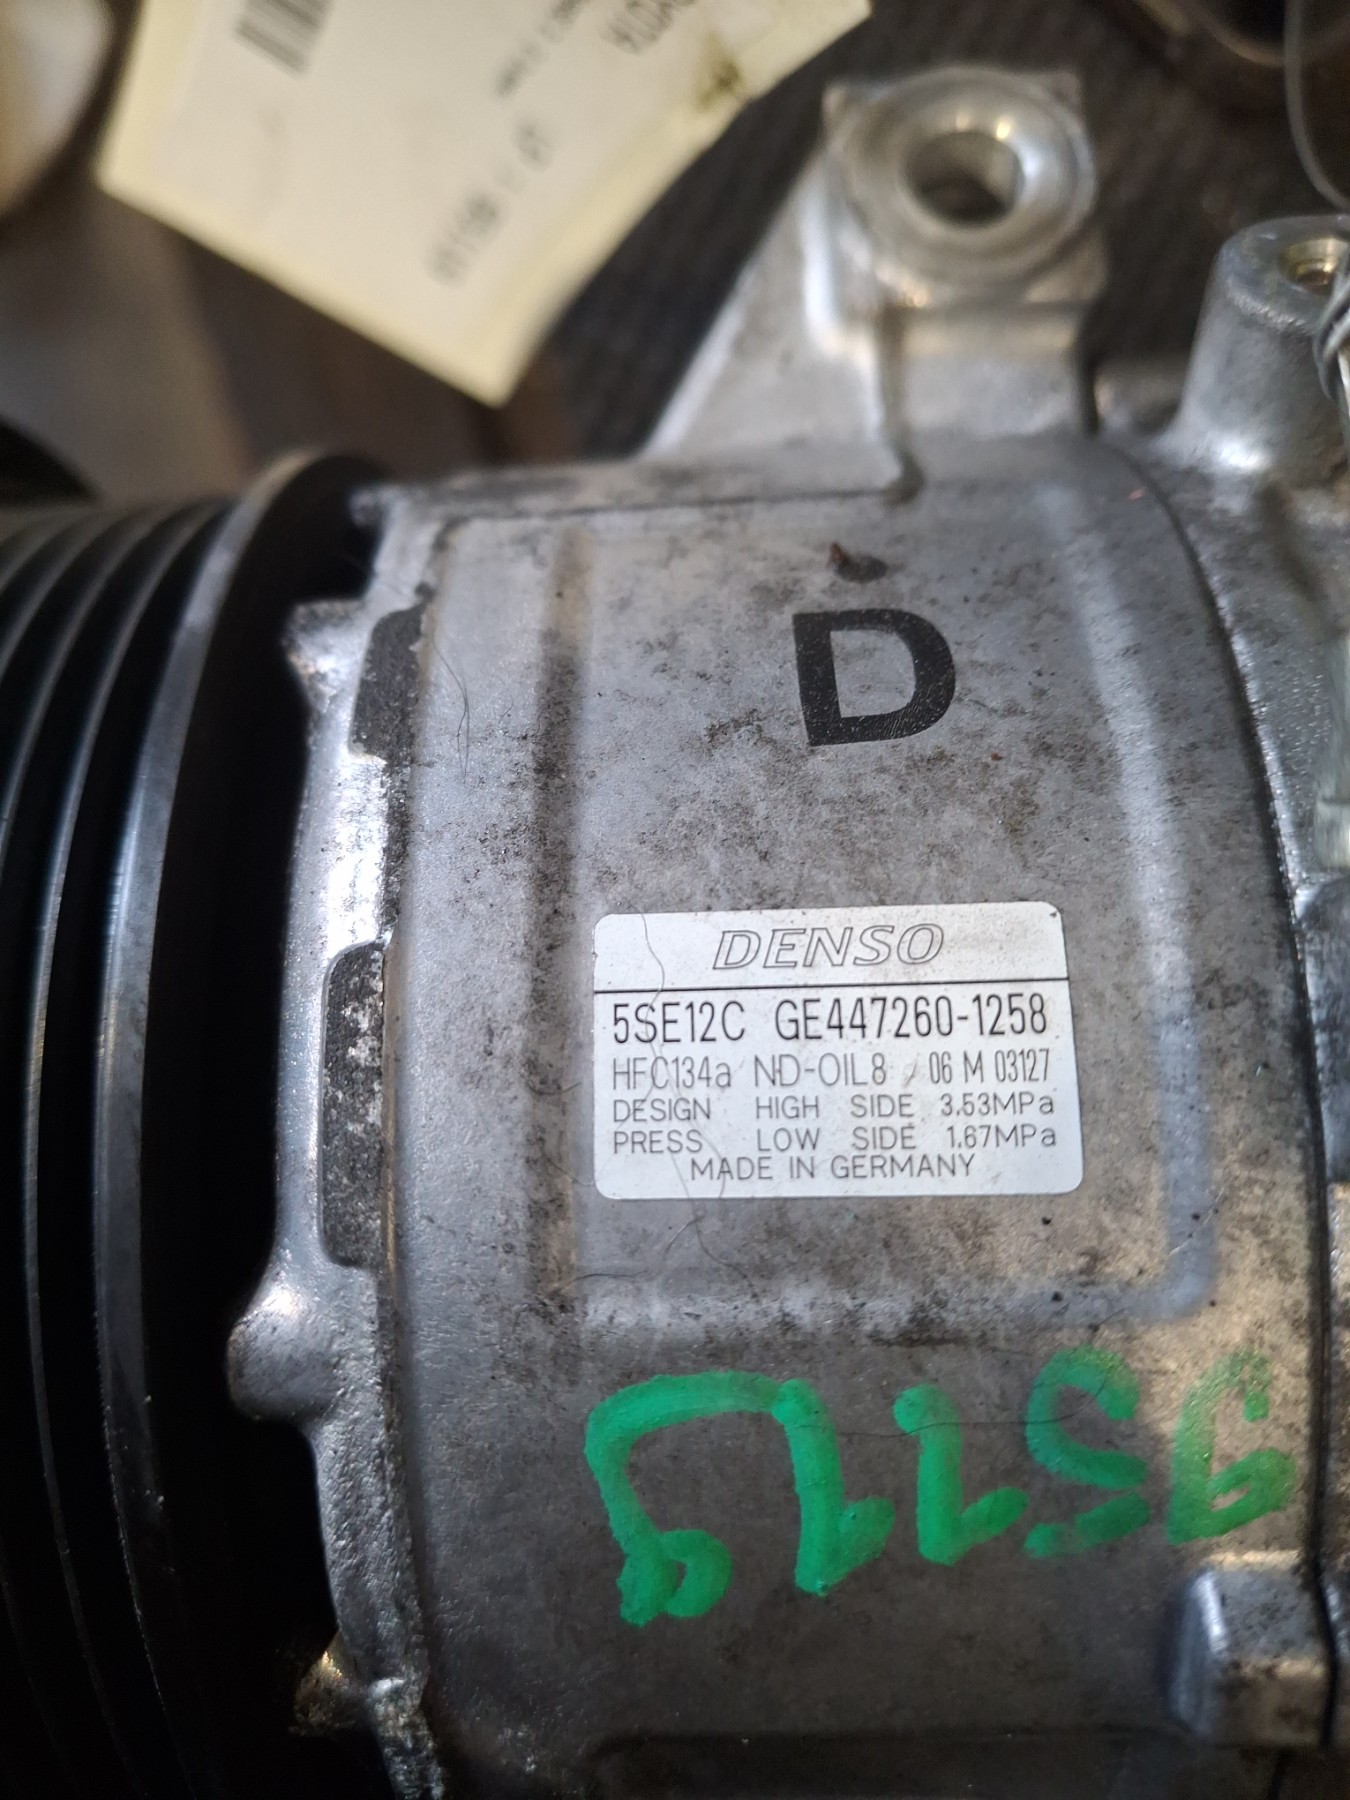 D
DENSO
5SE12C GE447260-1258
HFC134a ND-OIL8 06 M 03127
DESIGN HIGH SIDE 3.53MPa
PRESS LOW SIDE 1.67MPa
MADE IN GERMANY